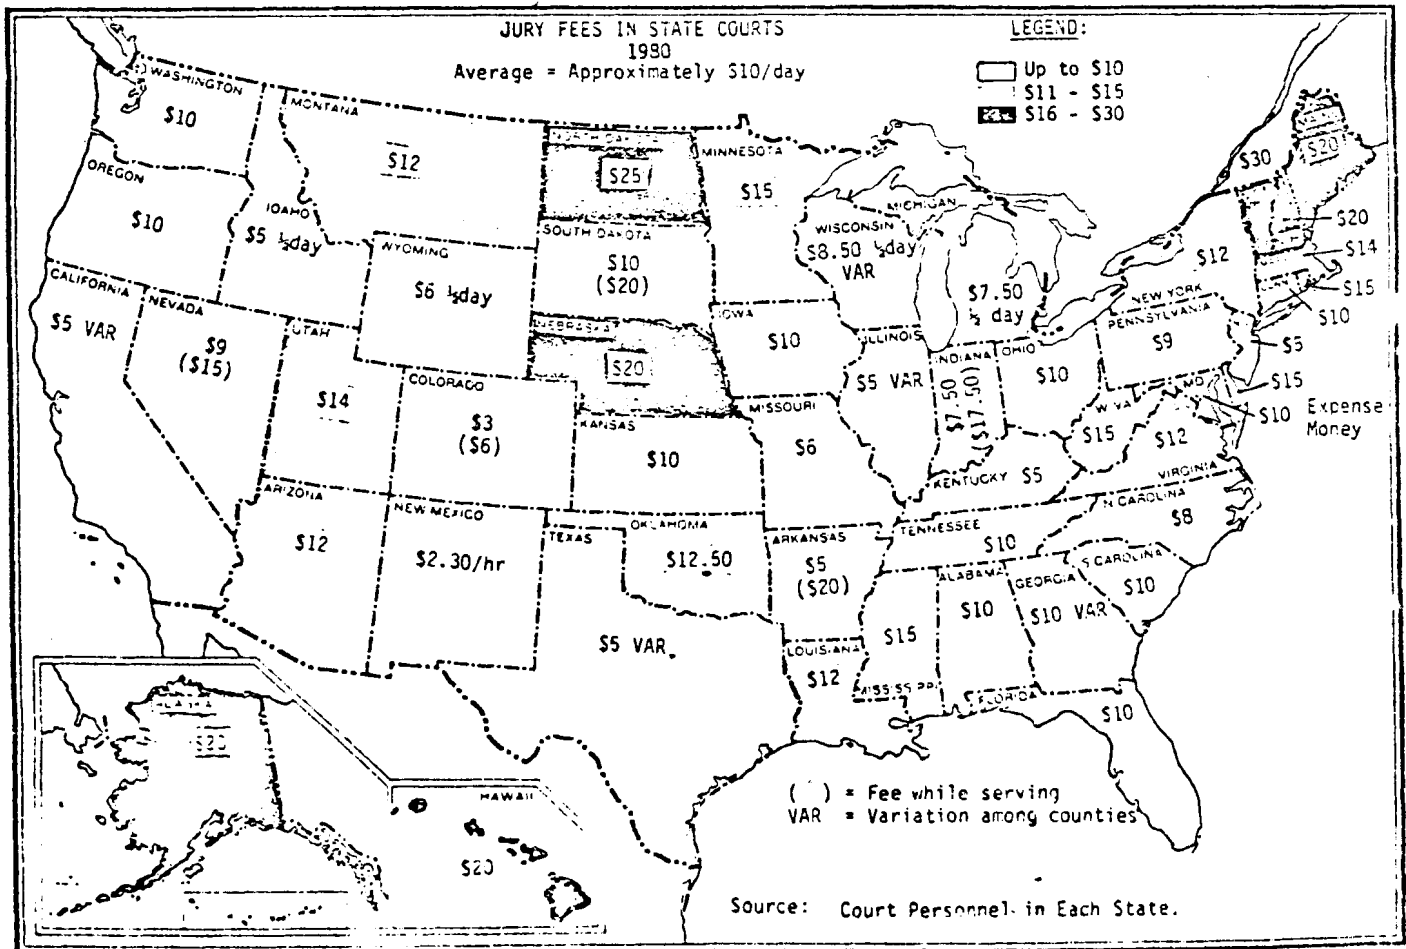 JURY FEES IN STATE COURTS
1980
Average = Approximately $10/day
LEGEND:
Up to $10
$11 - $15
$16 - $30
WASHINGTON
$10
MONTANA
$12
NORTH DAKOTA
$25
MINNESOTA
$15
OREGON
$10
IDAHO
$5 ½day
WYOMING
$6 ½day
SOUTH DAKOTA
$10
($20)
WISCONSIN
$8.50 ½day
VAR
MICHIGAN
$7.50
½ day
$30
$20
$20
$14
$15
$10
CONN
NEW YORK
$12
CALIFORNIA
$5 VAR
NEVADA
$9
($15)
UTAH
$14
COLORADO
$3
($6)
NEBRASKA
$20
IOWA
$10
ILLINOIS
$5 VAR
INDIANA
$7.50
($17.50)
OHIO
$10
PENNSYLVANIA
$9
$5
$15
MD
$10 Expense
Money
KANSAS
$10
MISSOURI
$6
KENTUCKY $5
W VA
$15
$12
VIRGINIA
ARIZONA
$12
NEW MEXICO
$2.30/hr
TEXAS
$5 VAR
OKLAHOMA
$12.50
ARKANSAS
$5
($20)
TENNESSEE
$10
N CAROLINA
$8
S CAROLINA
$10
MISSISSIPPI
$15
ALABAMA
$10
GEORGIA
$10 VAR
LOUISIANA
$12
FLORIDA
$10
ALASKA
$20
HAWAII
$20
( ) = Fee while serving
VAR = Variation among counties
Source: Court Personnel in Each State.